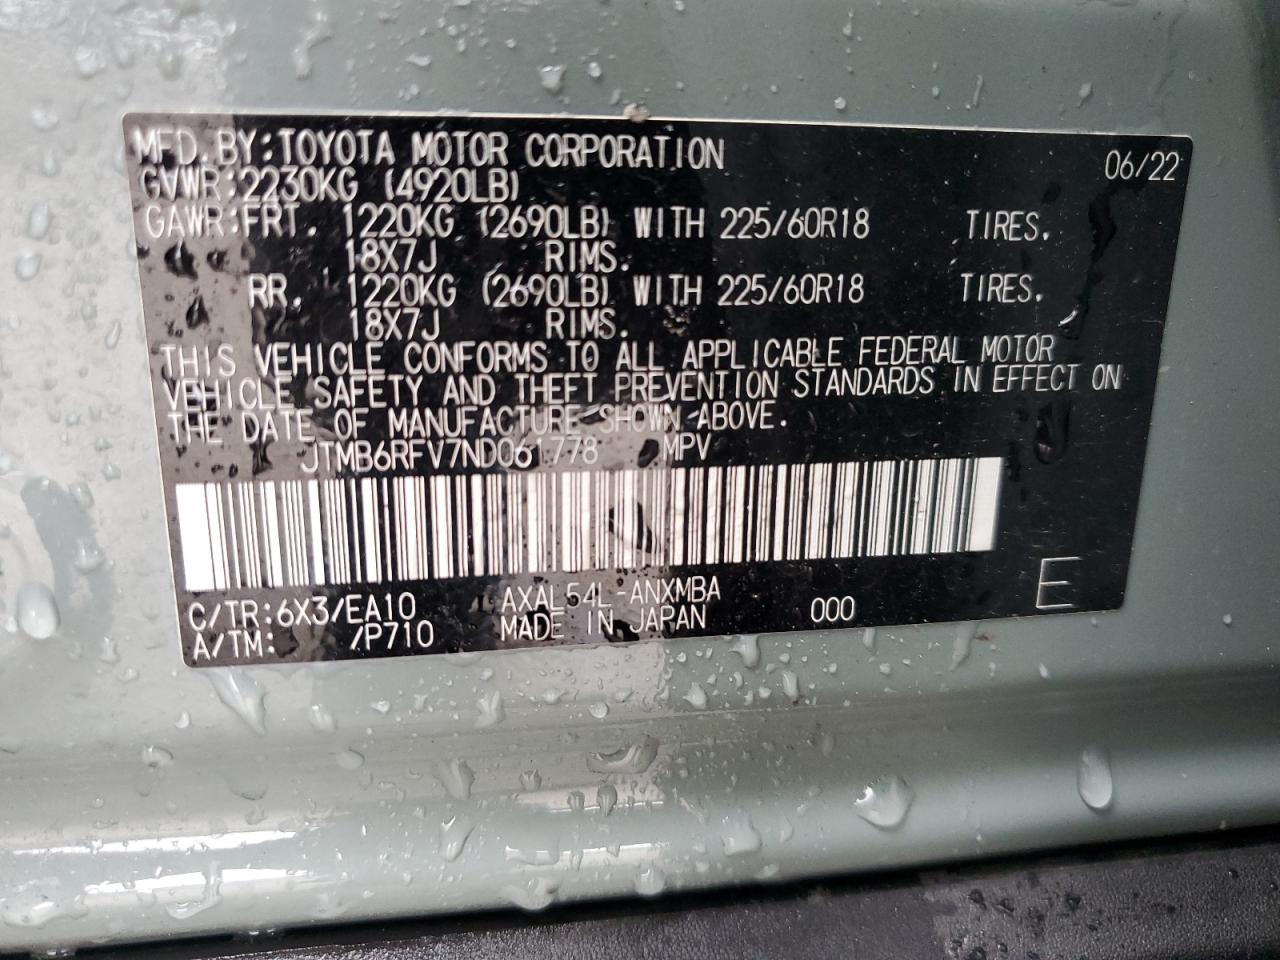 MFD.BY:TOYOTA MOTOR CORPORATION 06/22
GVWR:2230KG (4920LB)
GAWR:FRT. 1220KG (2690LB) WITH 225/60R18 TIRES.
18X7J RIMS.
RR. 1220KG (2690LB) WITH 225/60R18 TIRES.
18X7J RIMS.
THIS VEHICLE CONFORMS TO ALL APPLICABLE FEDERAL MOTOR
VEHICLE SAFETY AND THEFT PREVENTION STANDARDS IN EFFECT ON
THE DATE OF MANUFACTURE SHOWN ABOVE.
JTMB6RFV7ND061778 MPV
C/TR:6X3/EA10 AXAL54L-ANXMBA
A/TM: /P710 MADE IN JAPAN 000 E